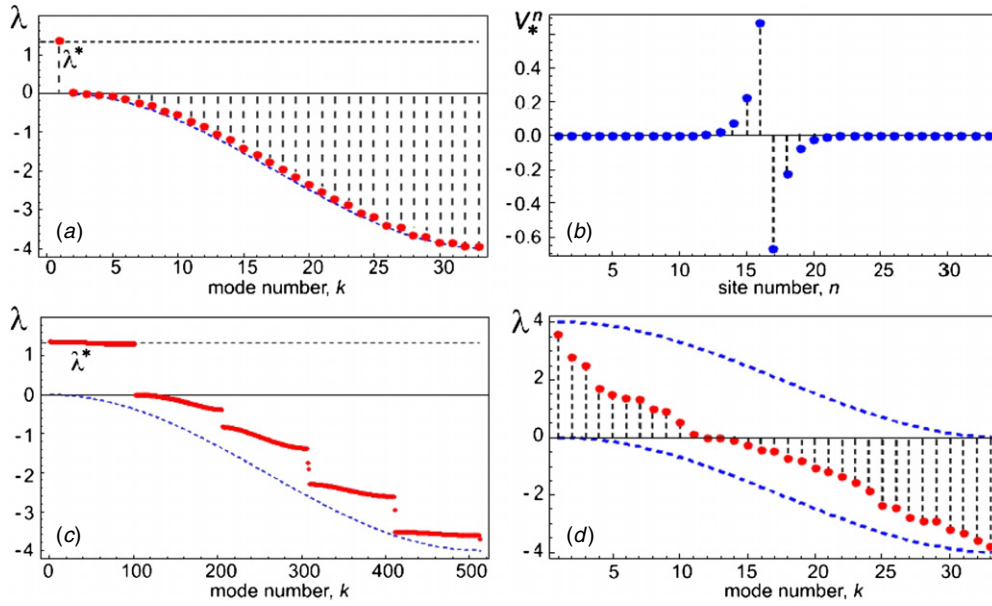 λ
1
0
-1
-2
-3
-4
λ*
(a)
0 5 10 15 20 25 30
mode number, k
V*ⁿ
0.6
0.4
0.2
0.0
-0.2
-0.4
-0.6
(b)
5 10 15 20 25 30
site number, n
λ
1
0
-1
-2
-3
-4
λ*
(c)
0 100 200 300 400 500
mode number, k
λ
4
2
0
-2
-4
(d)
5 10 15 20 25 30
mode number, k